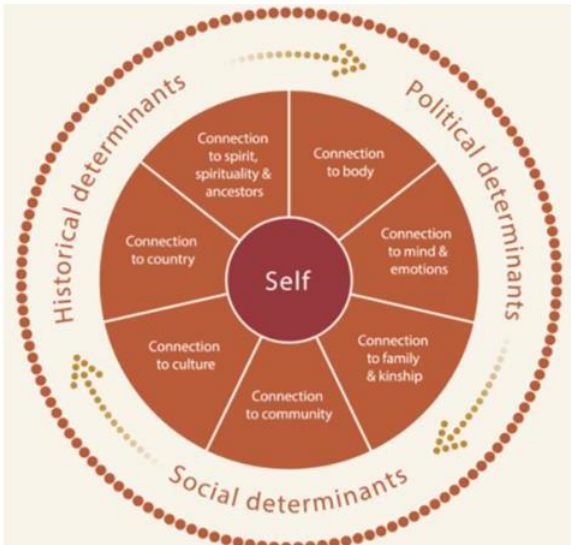 Historical determinants
Political determinants
Social determinants
Connection
to spirit,
spirituality &
ancestors
Connection
to body
Connection
to mind &
emotions
Connection
to family
& kinship
Connection
to community
Connection
to culture
Connection
to country
Self